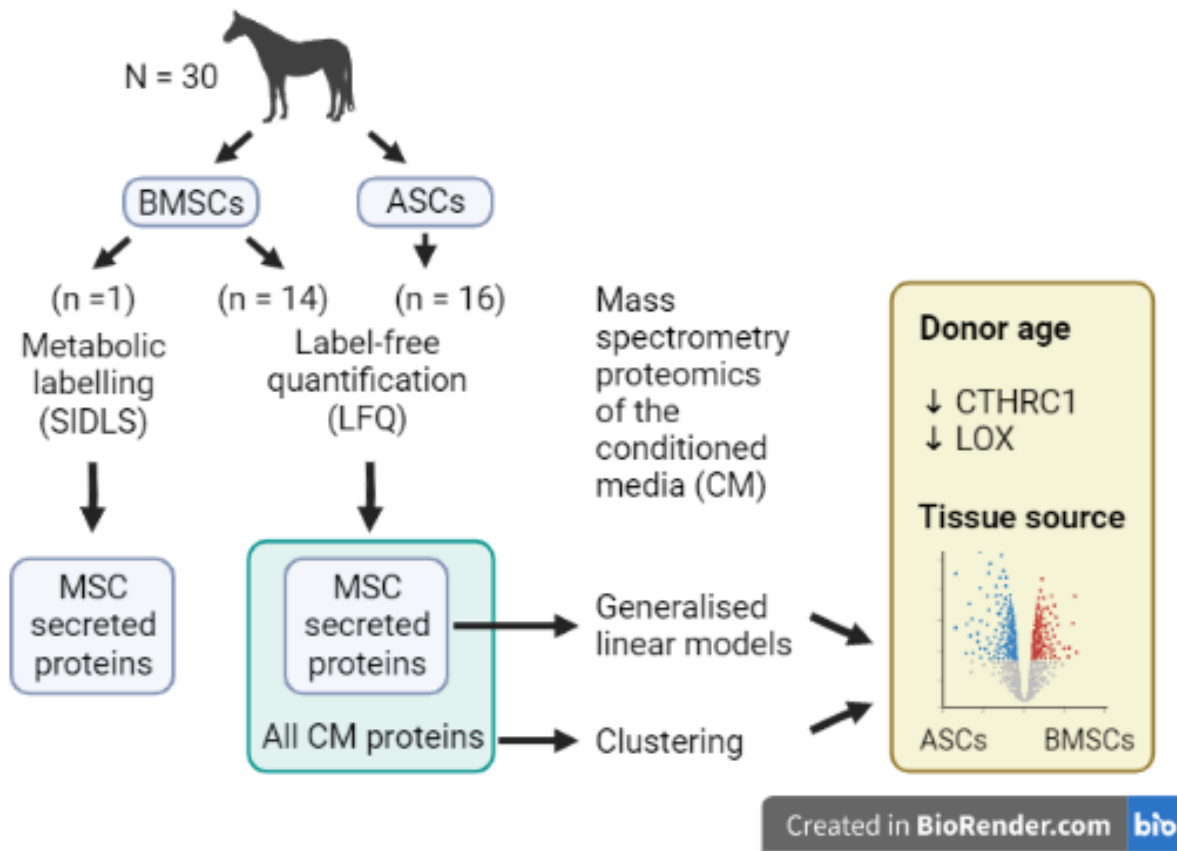 N = 30
BMSCs
ASCs
(n =1)
(n = 14)
(n = 16)
Metabolic
labelling
(SIDLS)
Label-free
quantification
(LFQ)
Mass
spectrometry
proteomics
of the
conditioned
media (CM)
MSC
secreted
proteins
MSC
secreted
proteins
All CM proteins
Generalised
linear models
Clustering
Donor age
↓ CTHRC1
↓ LOX
Tissue source
ASCs
BMSCs
Created in BioRender.com
bio